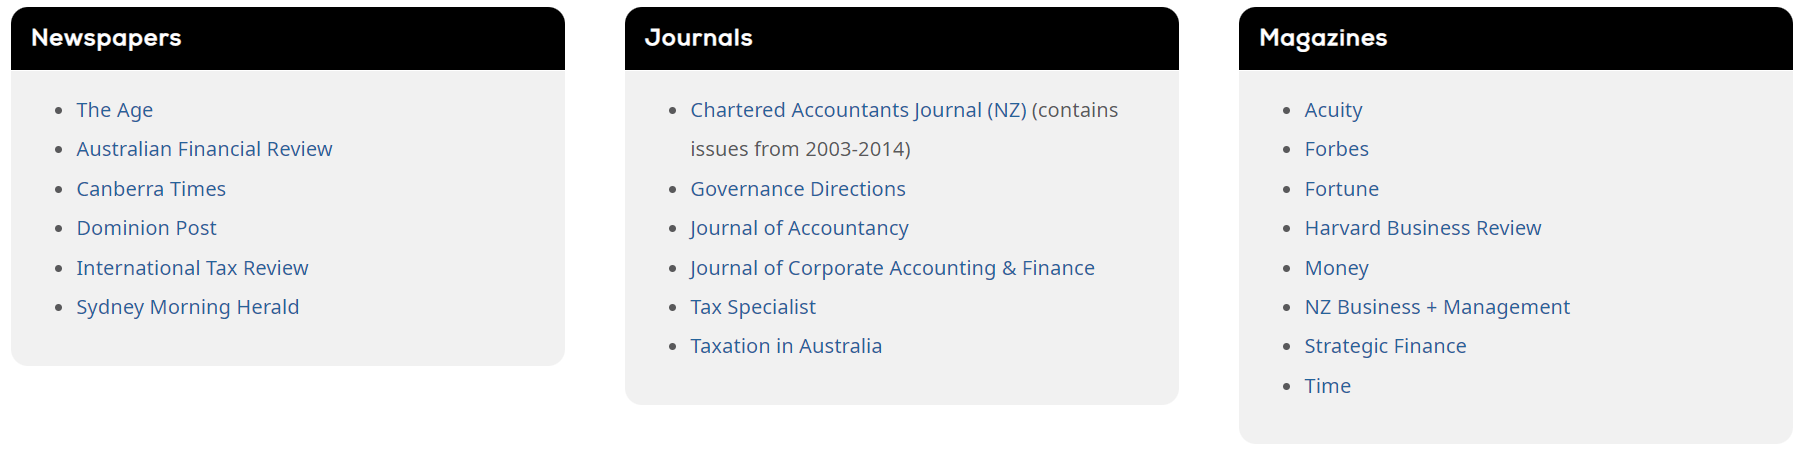 Newspapers
The Age
Australian Financial Review
Canberra Times
Dominion Post
International Tax Review
Sydney Morning Herald
Journals
Chartered Accountants Journal (NZ) (contains
issues from 2003-2014)
Governance Directions
Journal of Accountancy
Journal of Corporate Accounting & Finance
Tax Specialist
Taxation in Australia
Magazines
Acuity
Forbes
Fortune
Harvard Business Review
Money
NZ Business + Management
Strategic Finance
Time